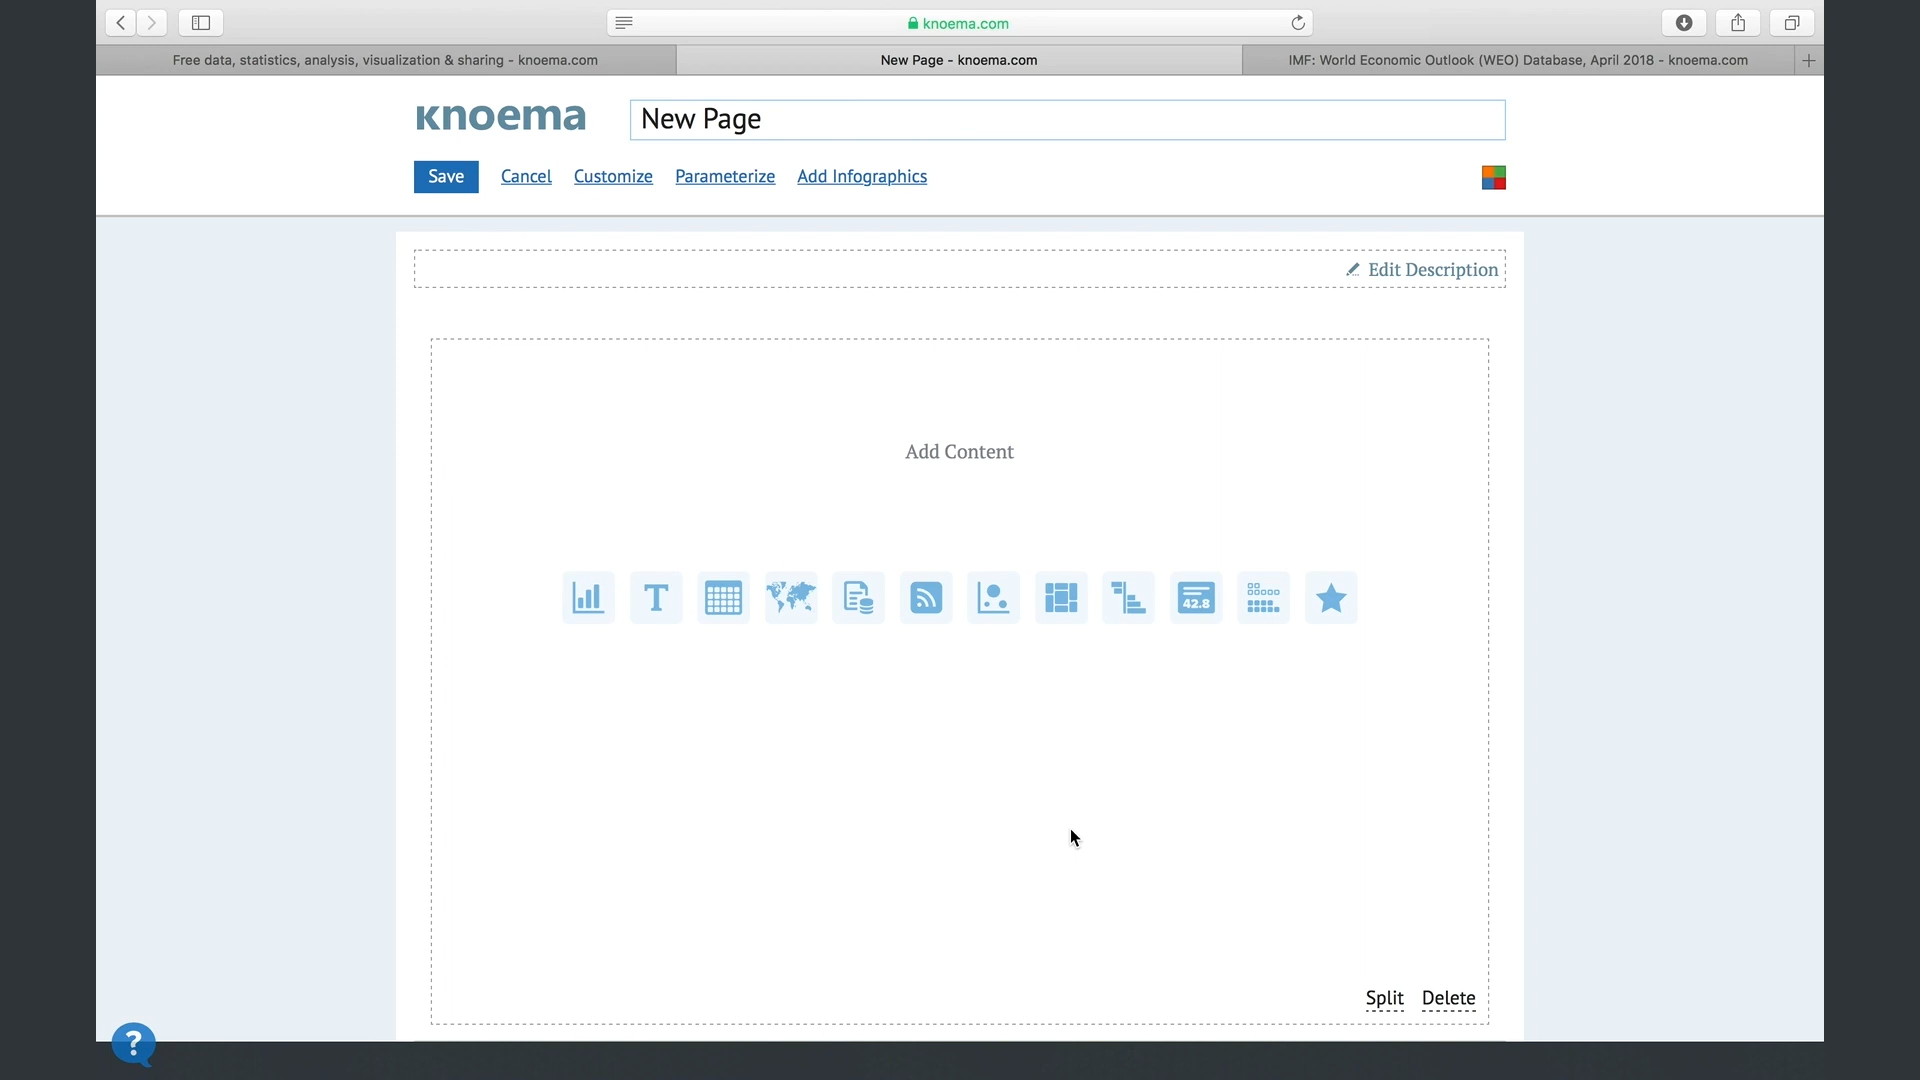 knoema.com
Free data, statistics, analysis, visualization & sharing - knoema.com
New Page - knoema.com
IMF: World Economic Outlook (WEO) Database, April 2018 - knoema.com
knoema
New Page
Save
Cancel
Customize
Parameterize
Add Infographics
Edit Description
Add Content
T
42.8
Split
Delete
?